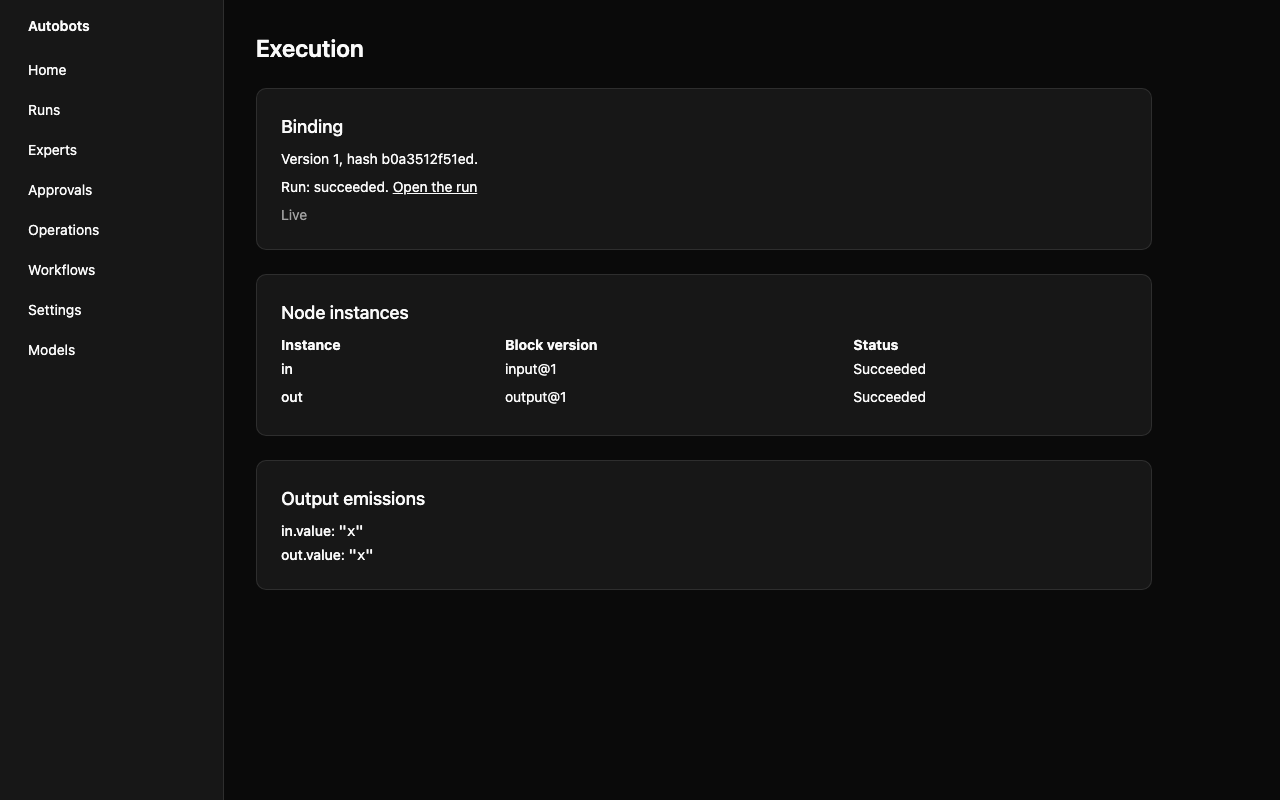 Autobots
Home
Runs
Experts
Approvals
Operations
Workflows
Settings
Models
Execution
Binding
Version 1, hash b0a3512f51ed.
Run: succeeded. Open the run
Live
Node instances
Instance Block version Status
in input@1 Succeeded
out output@1 Succeeded
Output emissions
in.value: "x"
out.value: "x"